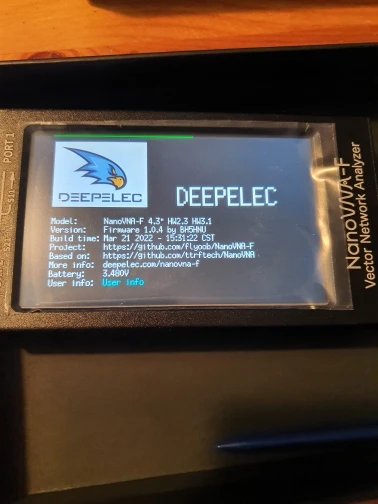 DEEPELEC
DEEPELEC
Model: NanoVNA-F 4.3" HW2.3 HW3.1
Version: Firmware 1.0.4 by BH5HNU
Build time: Mar 21 2022 - 15:31:22 CST
Project: https://github.com/flyoob/NanoVNA-F
Based on: https://github.com/ttrftech/NanoVNA
More info: deepelec.com/nanovna-f
Battery: 3.480V
User info: User info
PORT1
S11
NanoVNA-F
Vector Network Analyzer